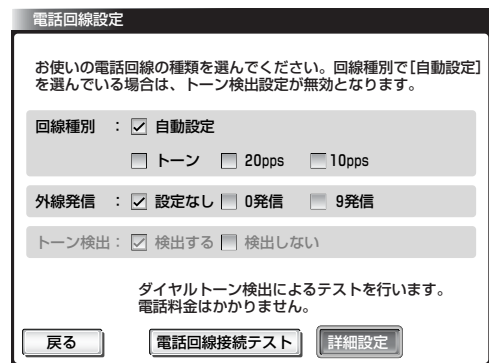 電話回線設定
お使いの電話回線の種類を選んでください。回線種別で[自動設定]
を選んでいる場合は、トーン検出設定が無効となります。
回線種別 : 自動設定
トーン 20pps 10pps
外線発信 : 設定なし 0発信 9発信
トーン検出 : 検出する 検出しない
ダイヤルトーン検出によるテストを行います。
電話料金はかかりません。
戻る 電話回線接続テスト 詳細設定